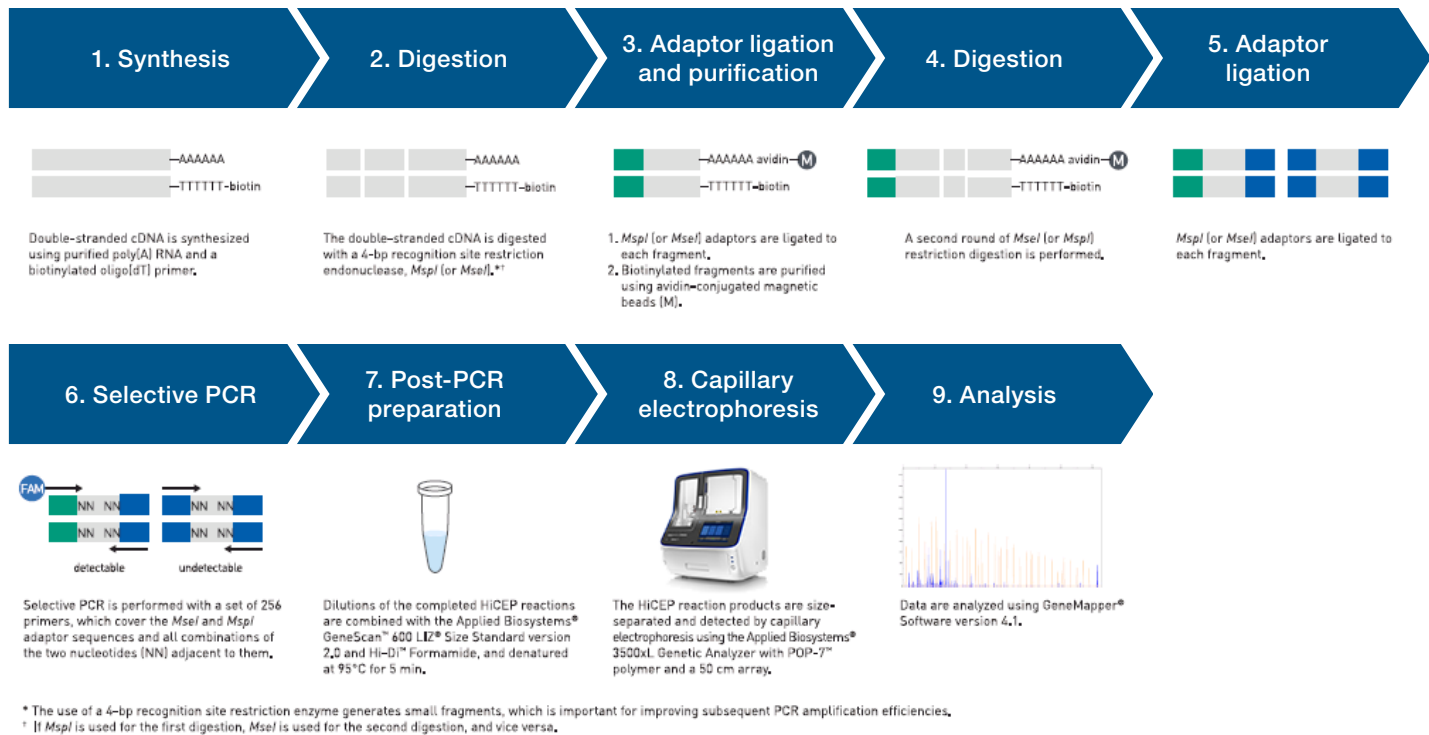 1. Synthesis
2. Digestion
3. Adaptor ligation
and purification
4. Digestion
5. Adaptor
ligation
AAAAAA
TTTTTT-biotin
AAAAAA
TTTTTT-biotin
AAAAAA avidin
M
TTTTTT-biotin
AAAAAA avidin
M
TTTTTT-biotin
Double-stranded cDNA is synthesized
using purified poly(A) RNA and a
biotinylated oligo(dT) primer.
The double-stranded cDNA is digested
with a 4-bp recognition site restriction
endonuclease, MspI (or MseI).*†
1. MspI (or MseI) adaptors are ligated to
each fragment.
2. Biotinylated fragments are purified
using avidin-conjugated magnetic
beads (M).
A second round of MseI (or MspI)
restriction digestion is performed.
MspI (or MseI) adaptors are ligated to
each fragment.
6. Selective PCR
7. Post-PCR
preparation
8. Capillary
electrophoresis
9. Analysis
FAM
NN NN
NN NN
NN NN
NN NN
detectable
undetectable
Selective PCR is performed with a set of 256
primers, which cover the MseI and MspI
adaptor sequences and all combinations of
the two nucleotides (NN) adjacent to them.
Dilutions of the completed HiCEP reactions
are combined with the Applied Biosystems®
GeneScan™ 600 LIZ® Size Standard version
2.0 and Hi-Di™ Formamide, and denatured
at 95°C for 5 min.
The HiCEP reaction products are size-
separated and detected by capillary
electrophoresis using the Applied Biosystems®
3500xL Genetic Analyzer with POP-7™
polymer and a 50 cm array.
Data are analyzed using GeneMapper®
Software version 4.1.
* The use of a 4-bp recognition site restriction enzyme generates small fragments, which is important for improving subsequent PCR amplification efficiencies.
† If MspI is used for the first digestion, MseI is used for the second digestion, and vice versa.